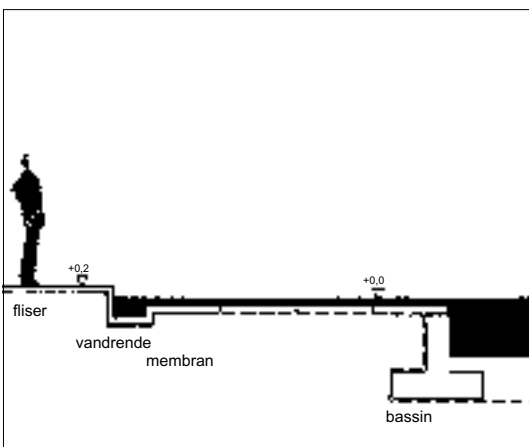 +0,2
+0,0
fliser
vandrende
membran
bassin